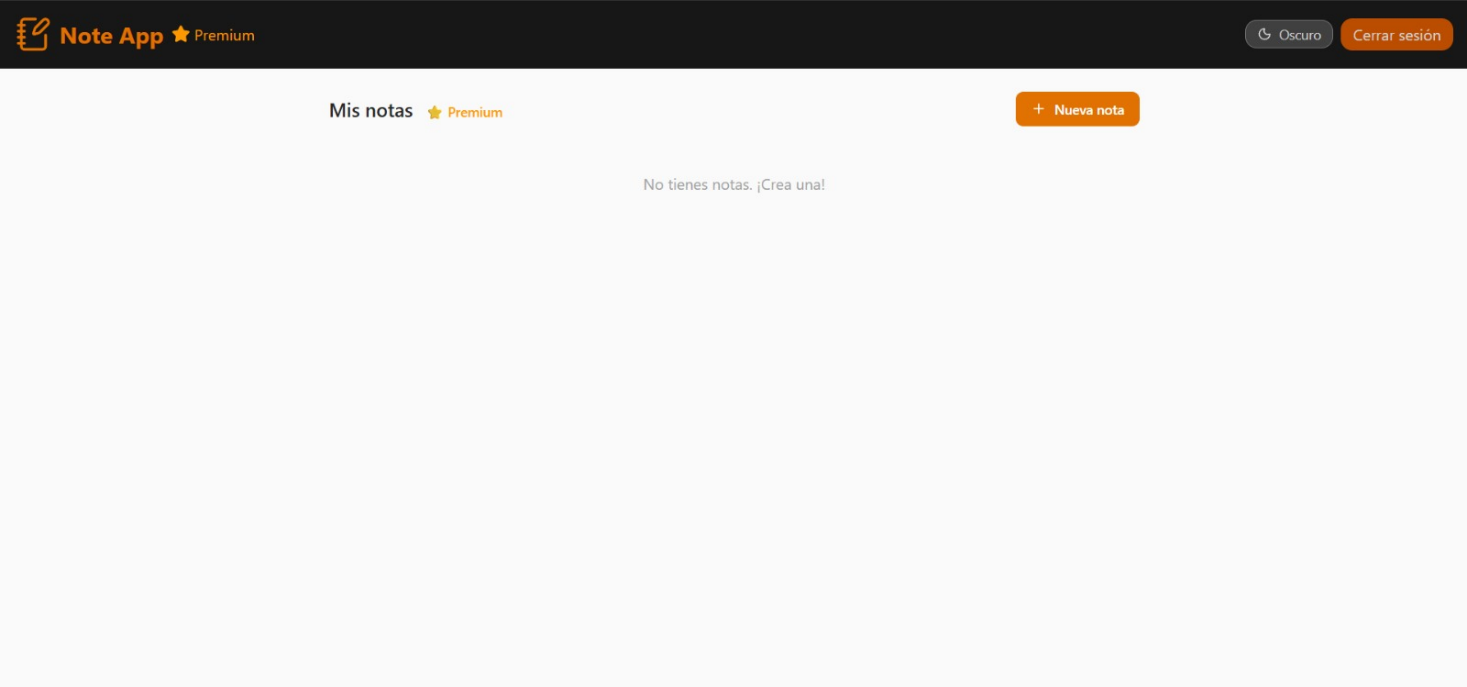 Note App Premium Oscuro Cerrar sesión
Mis notas Premium + Nueva nota
No tienes notas. ¡Crea una!